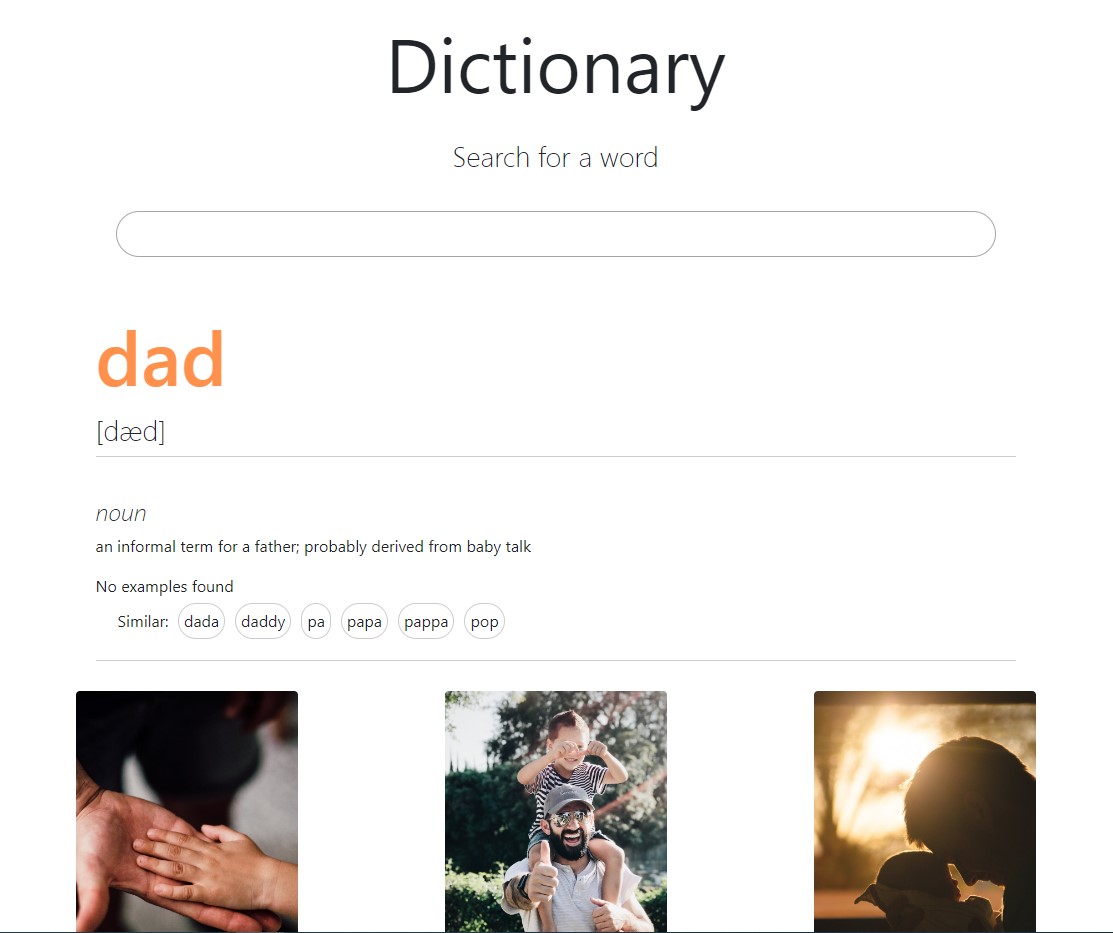 Dictionary
Search for a word
dad
[dæd]
noun
an informal term for a father; probably derived from baby talk
No examples found
Similar: dada daddy pa papa pappa pop